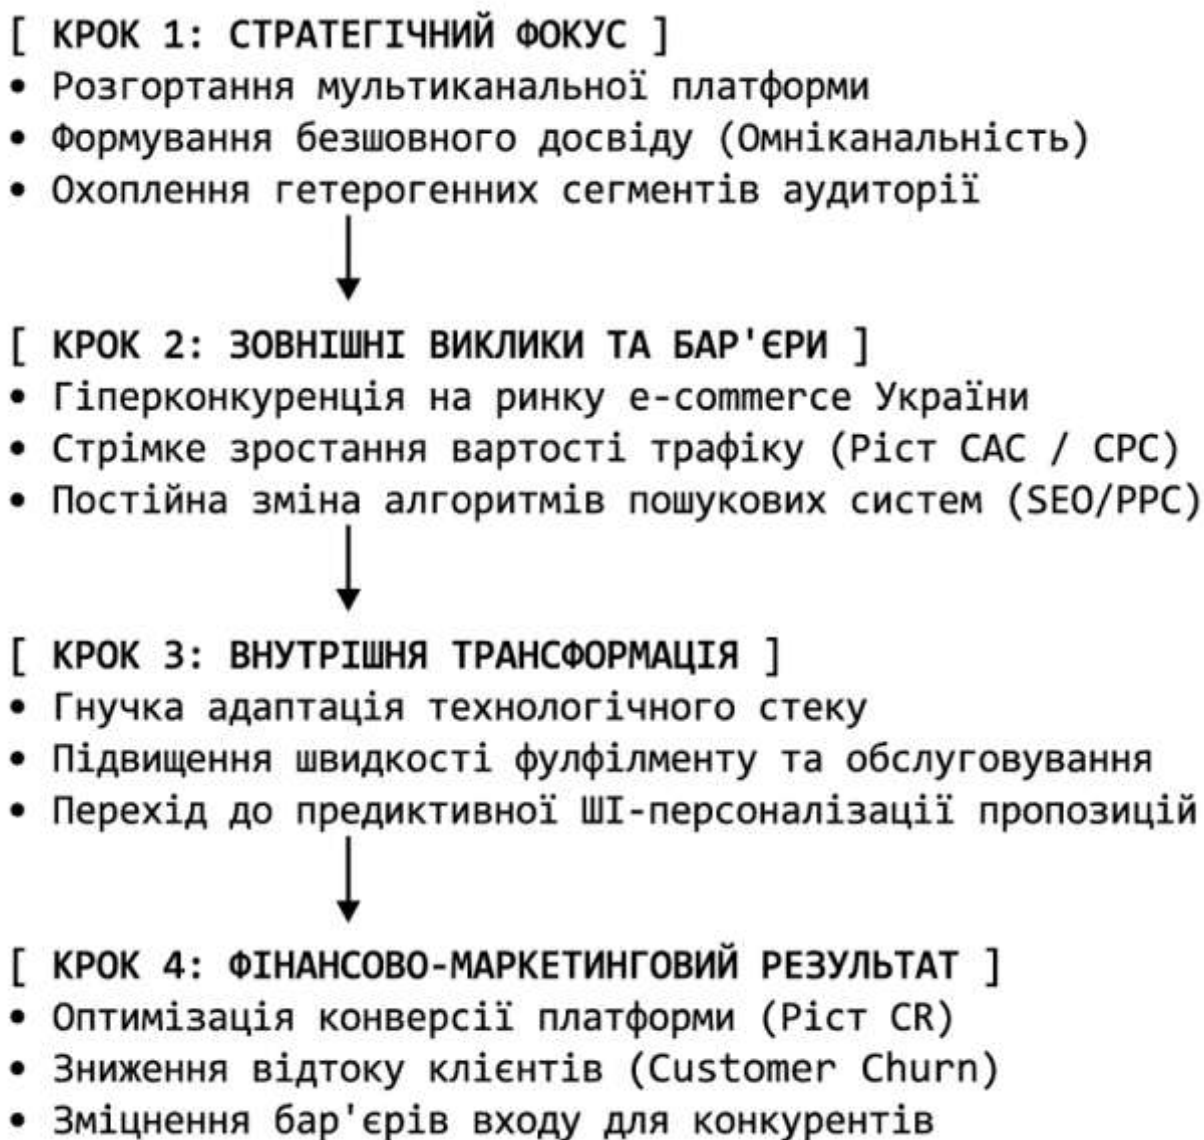 [ КРОК 1: СТРАТЕГІЧНИЙ ФОКУС ]
• Розгортання мультиканальної платформи
• Формування безшовного досвіду (Омніканальність)
• Охоплення гетерогенних сегментів аудиторії
[ КРОК 2: ЗОВНІШНІ ВИКЛИКИ ТА БАР'ЄРИ ]
• Гіперконкуренція на ринку e-commerce України
• Стрімке зростання вартості трафіку (Ріст CAC / CPC)
• Постійна зміна алгоритмів пошукових систем (SEO/PPC)
[ КРОК 3: ВНУТРІШНЯ ТРАНСФОРМАЦІЯ ]
• Гнучка адаптація технологічного стеку
• Підвищення швидкості фулфілменту та обслуговування
• Перехід до предиктивної ШІ-персоналізації пропозицій
[ КРОК 4: ФІНАНСОВО-МАРКЕТИНГОВИЙ РЕЗУЛЬТАТ ]
• Оптимізація конверсії платформи (Ріст CR)
• Зниження відтоку клієнтів (Customer Churn)
• Зміцнення бар'єрів входу для конкурентів